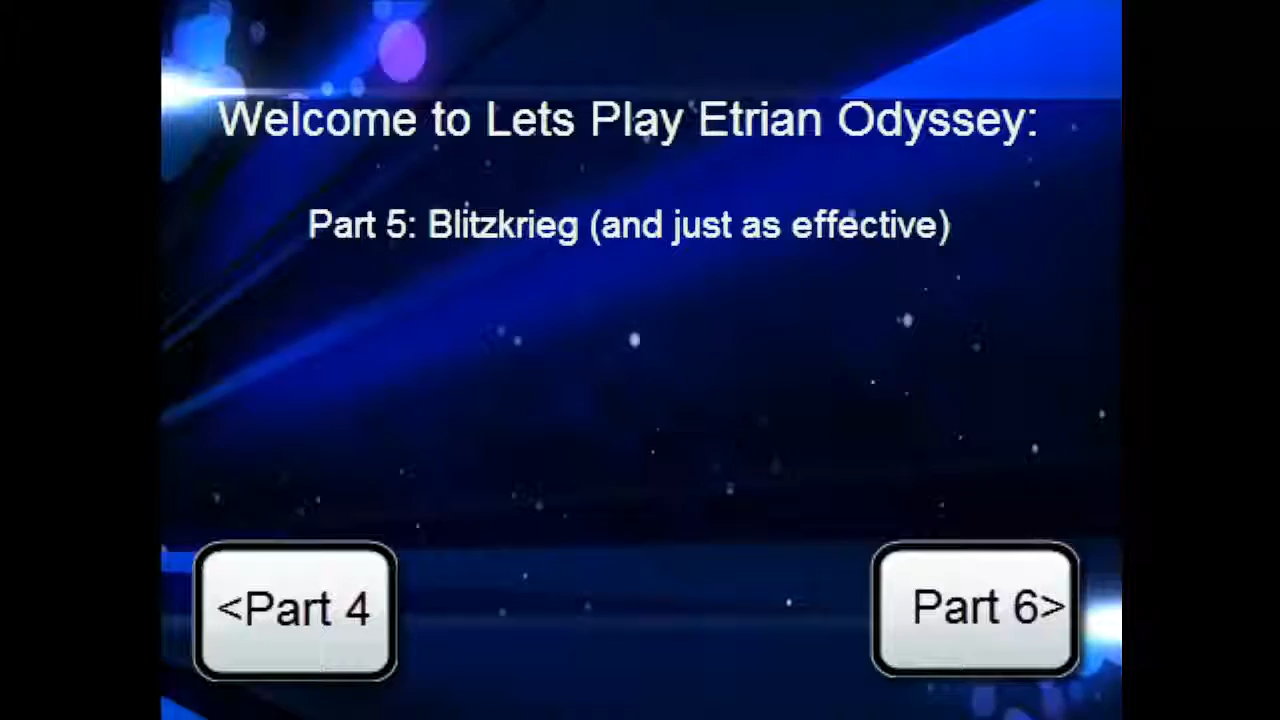 Welcome to Lets Play Etrian Odyssey:
Part 5: Blitzkrieg (and just as effective)
<Part 4
Part 6>